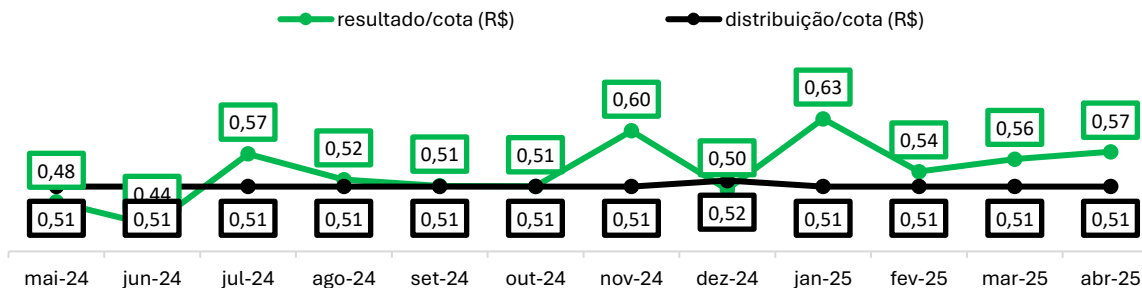 resultado/cota (R$) distribuição/cota (R$)
0,48 0,44 0,57 0,52 0,51 0,51 0,60 0,50 0,63 0,54 0,56 0,57
0,51 0,51 0,51 0,51 0,51 0,51 0,51 0,52 0,51 0,51 0,51 0,51
mai-24 jun-24 jul-24 ago-24 set-24 out-24 nov-24 dez-24 jan-25 fev-25 mar-25 abr-25